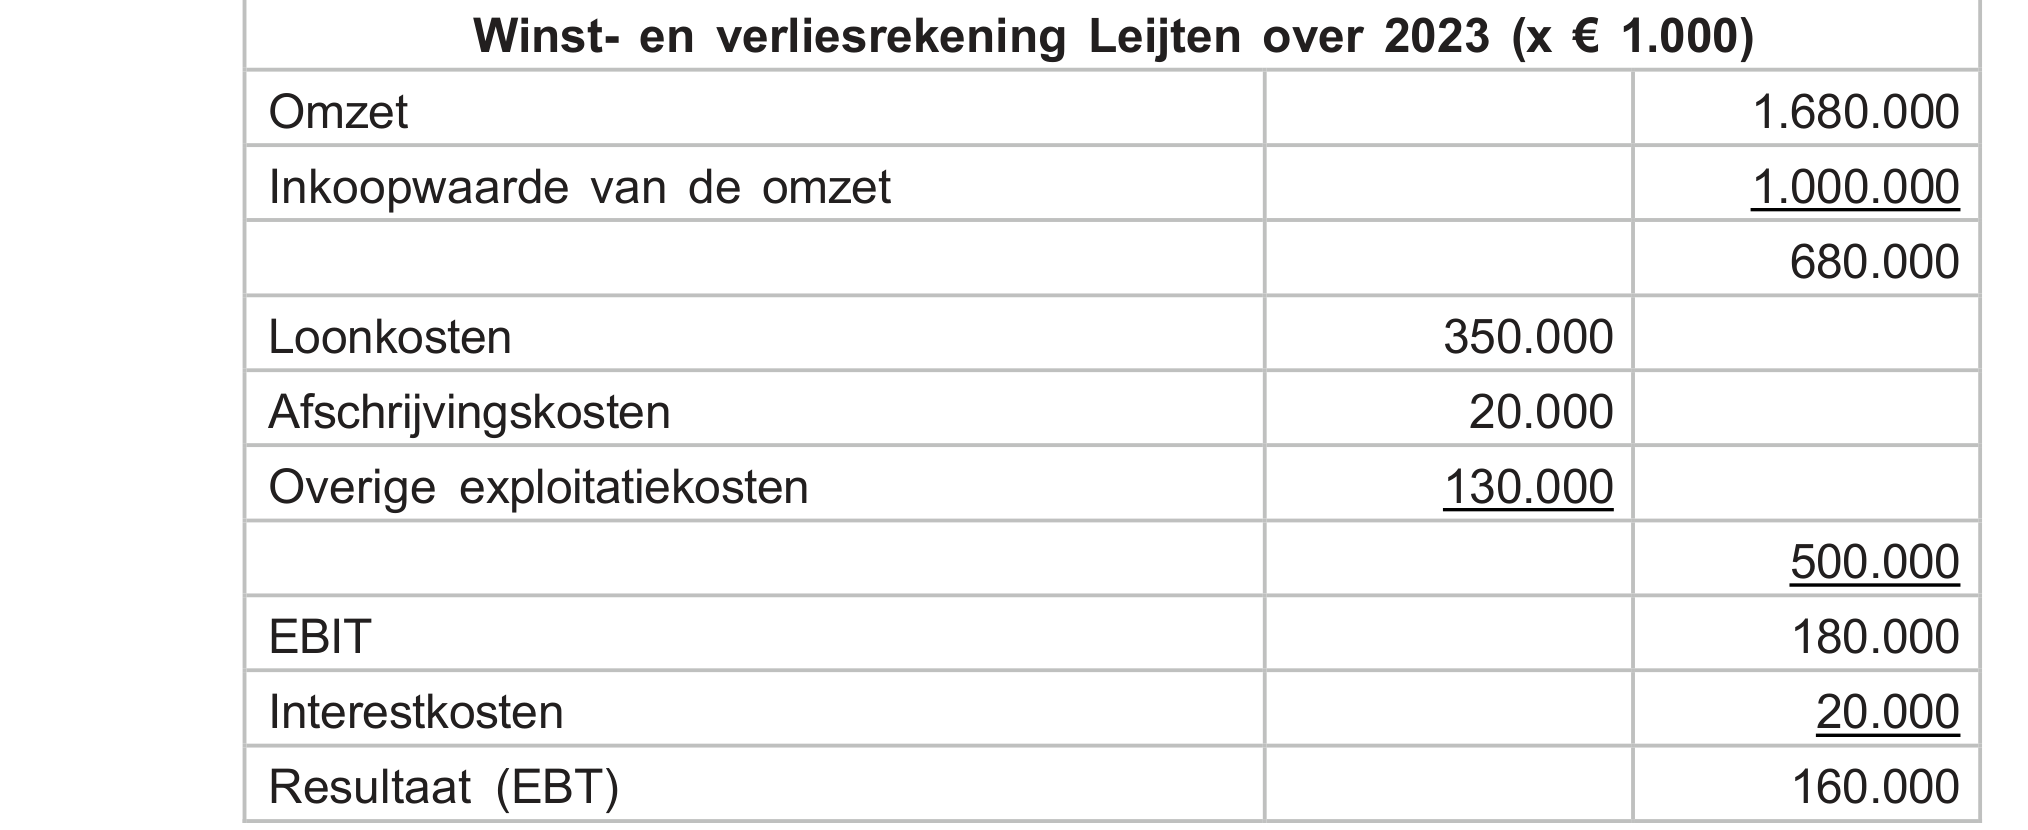 Winst- en verliesrekening Leijten over 2023 (x € 1.000)
Omzet 1.680.000
Inkoopwaarde van de omzet 1.000.000
680.000
Loonkosten 350.000
Afschrijvingskosten 20.000
Overige exploitatiekosten 130.000
500.000
EBIT 180.000
Interestkosten 20.000
Resultaat (EBT) 160.000